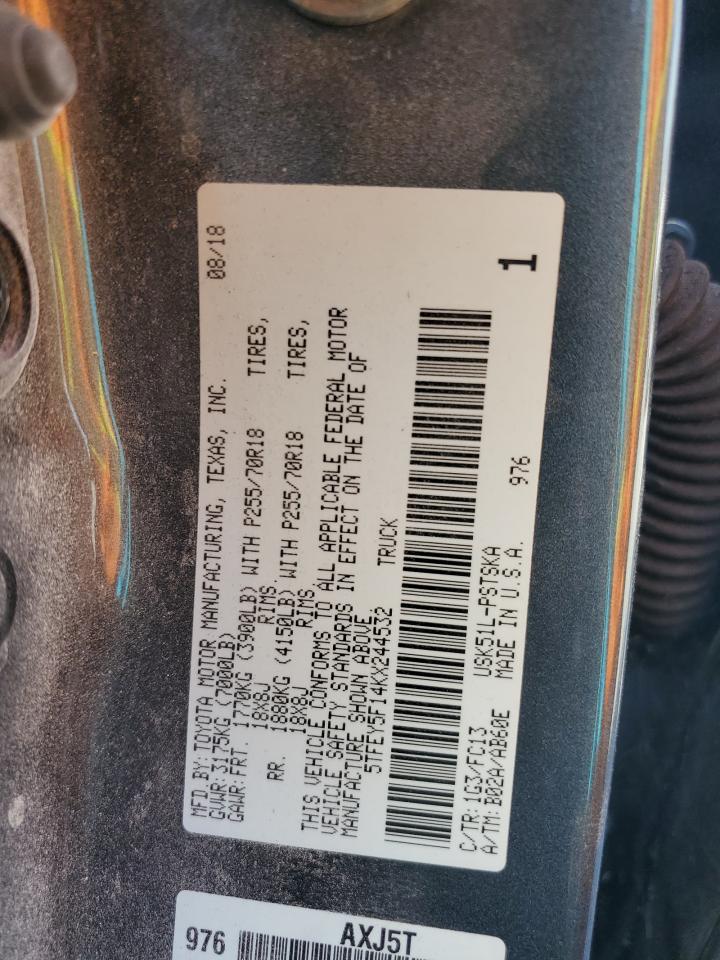 08/18
MFD.BY:TOYOTA MOTOR MANUFACTURING, TEXAS, INC.
GVWR:3175KG (7000LB)
GAWR:FRT. 1770KG (3900LB) WITH P255/70R18 TIRES,
18X8J RIMS
RR. 1880KG (4150LB) WITH P255/70R18 TIRES,
18X8J RIMS
THIS VEHICLE CONFORMS TO ALL APPLICABLE FEDERAL MOTOR
VEHICLE SAFETY STANDARDS IN EFFECT ON THE DATE OF
MANUFACTURE SHOWN ABOVE
5TFEY5F14KX244532 TRUCK
C/TR:1G3/FC13 USK51L-PSTSKA 976
A/TM:B02A/AB60E MADE IN U.S.A.
1
976 AXJ5T